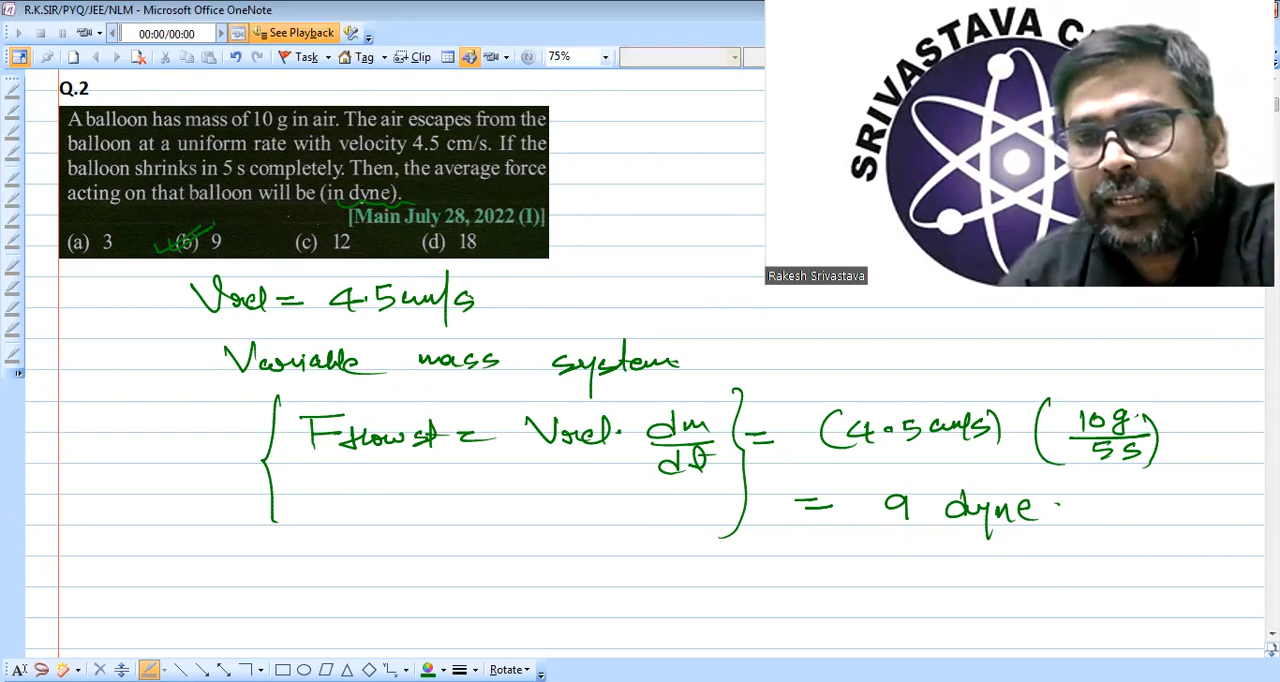 R.K.SIR/PYQ/JEE/NLM - Microsoft Office OneNote
00:00/00:00 See Playback
Task Tag Clip 75%
Q.2
A balloon has mass of 10 g in air. The air escapes from the
balloon at a uniform rate with velocity 4.5 cm/s. If the
balloon shrinks in 5 s completely. Then, the average force
acting on that balloon will be (in dyne).
[Main July 28, 2022 (I)]
(a) 3 (b) 9 (c) 12 (d) 18
SRIVASTAVA C
Rakesh Srivastava
Vrel = 4.5 cm/s
Variable mass system
{ Fthrust = Vrel. dm/dt } = (4.5 cm/s) (10g/5s)
= 9 dyne.
Rotate